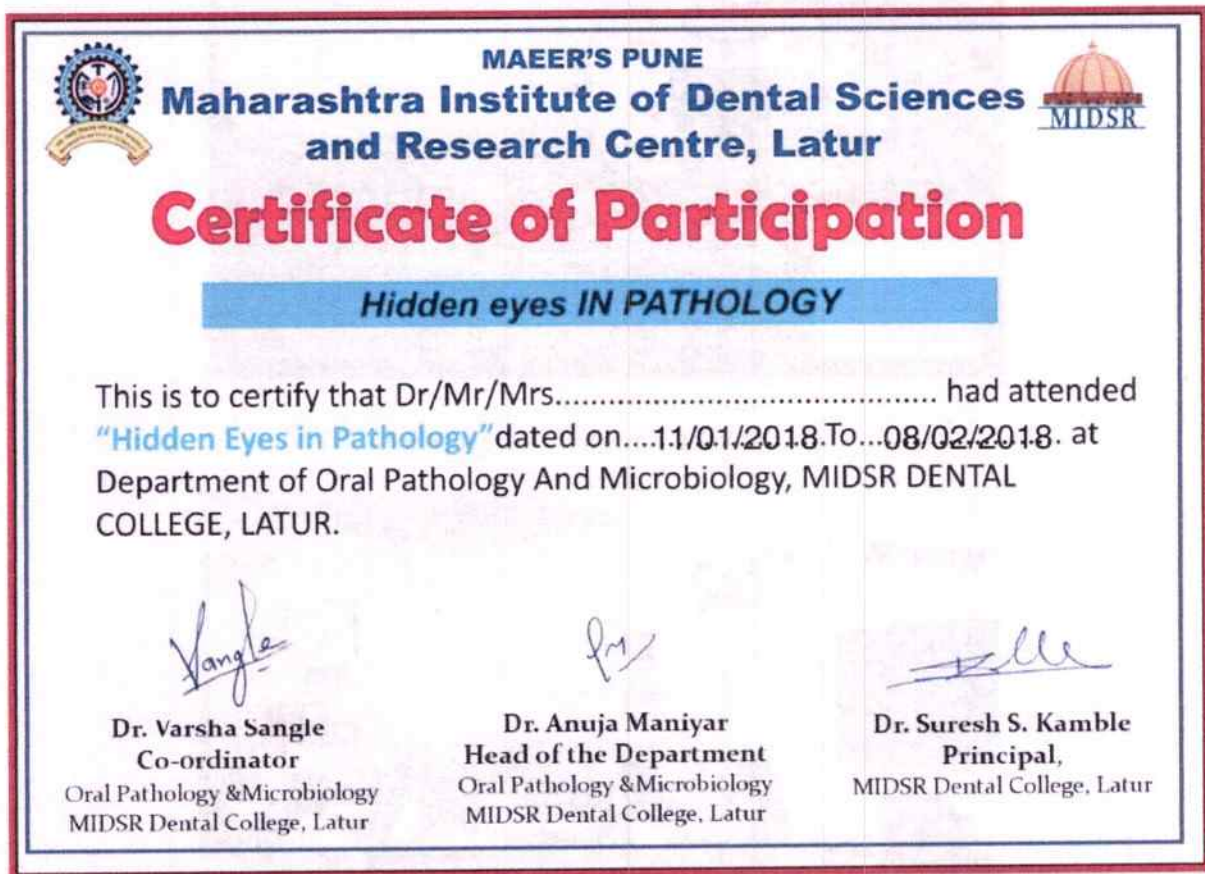 MAEER'S PUNE
Maharashtra Institute of Dental Sciences
and Research Centre, Latur
MIDSR
Certificate of Participation
Hidden eyes IN PATHOLOGY
This is to certify that Dr/Mr/Mrs.......................................... had attended
"Hidden Eyes in Pathology" dated on....11/01/2018.To...08/02/2018. at
Department of Oral Pathology And Microbiology, MIDSR DENTAL
COLLEGE, LATUR.
Dr. Varsha Sangle
Co-ordinator
Oral Pathology &Microbiology
MIDSR Dental College, Latur
Dr. Anuja Maniyar
Head of the Department
Oral Pathology &Microbiology
MIDSR Dental College, Latur
Dr. Suresh S. Kamble
Principal,
MIDSR Dental College, Latur